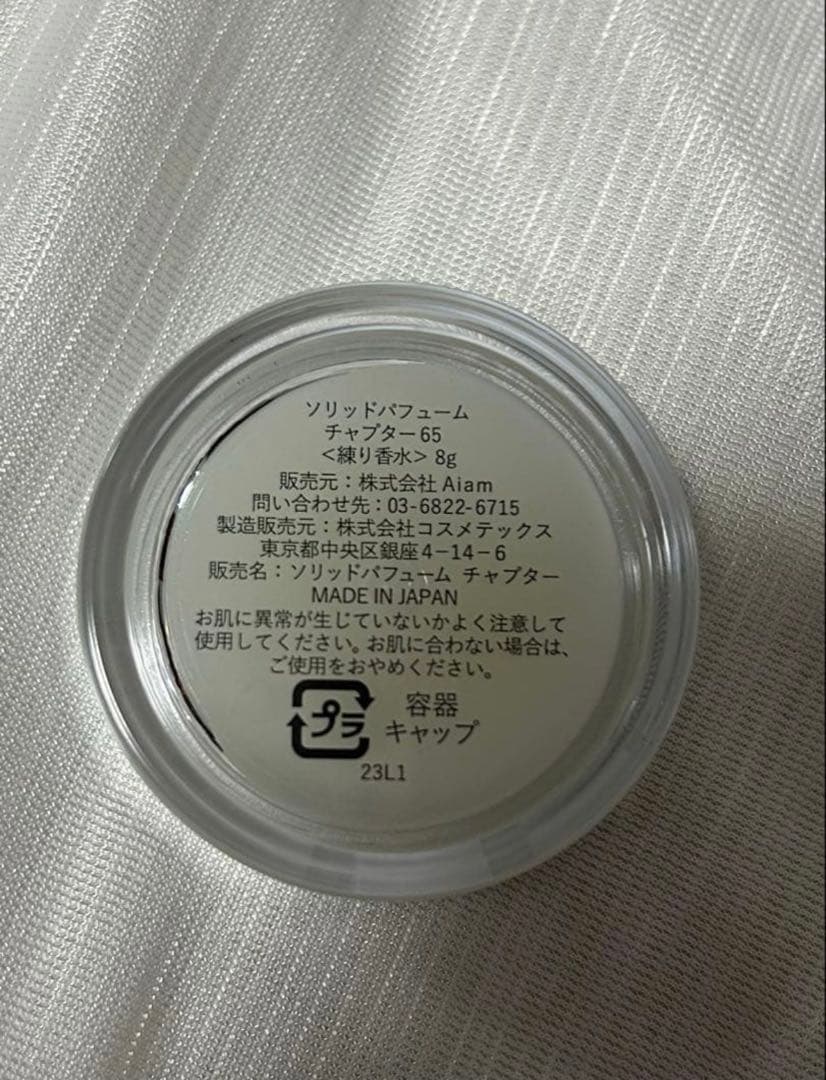 ソリッドパフューム
チャプター65
＜練り香水＞ 8g
販売元：株式会社Aiam
問い合わせ先：03-6822-6715
製造販売元：株式会社コスメテックス
東京都中央区銀座4-14-6
販売名：ソリッドパフューム チャプター
MADE IN JAPAN
お肌に異常が生じていないかよく注意して
使用してください。お肌に合わない場合は、
ご使用をおやめください。
プラ 容器
キャップ
23L1